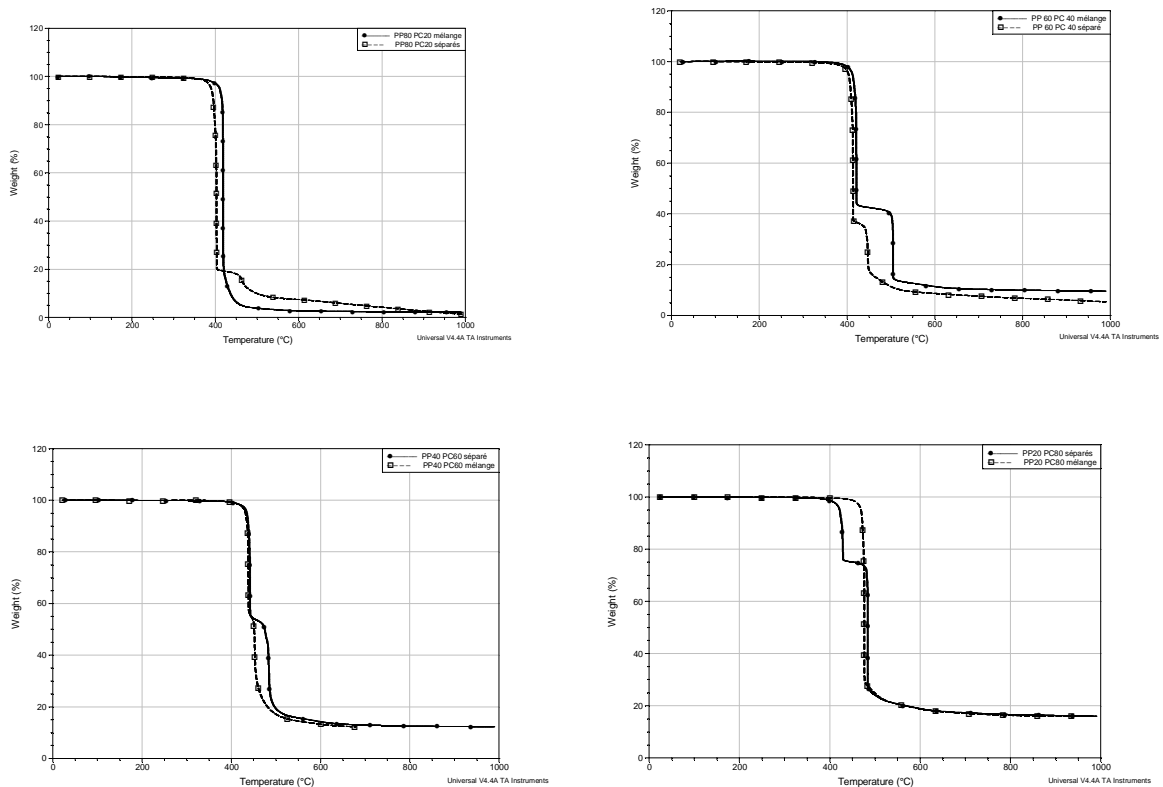 120
100
80
60
40
20
0
Weight (%)
0
200
400
600
800
1000
Temperature (°C)
Universal V4.4A TA Instruments
PP80 PC20 mélange
PP80 PC20 séparés
120
100
80
60
40
20
0
Weight (%)
0
200
400
600
800
1000
Temperature (°C)
Universal V4.4A TA Instruments
PP 60 PC 40 mélange
PP 60 PC 40 séparé
120
100
80
60
40
20
0
Weight (%)
0
200
400
600
800
1000
Temperature (°C)
Universal V4.4A TA Instruments
PP40 PC60 séparé
PP40 PC60 mélange
120
100
80
60
40
20
0
Weight (%)
0
200
400
600
800
1000
Temperature (°C)
Universal V4.4A TA Instruments
PP20 PC80 séparés
PP20 PC80 mélange